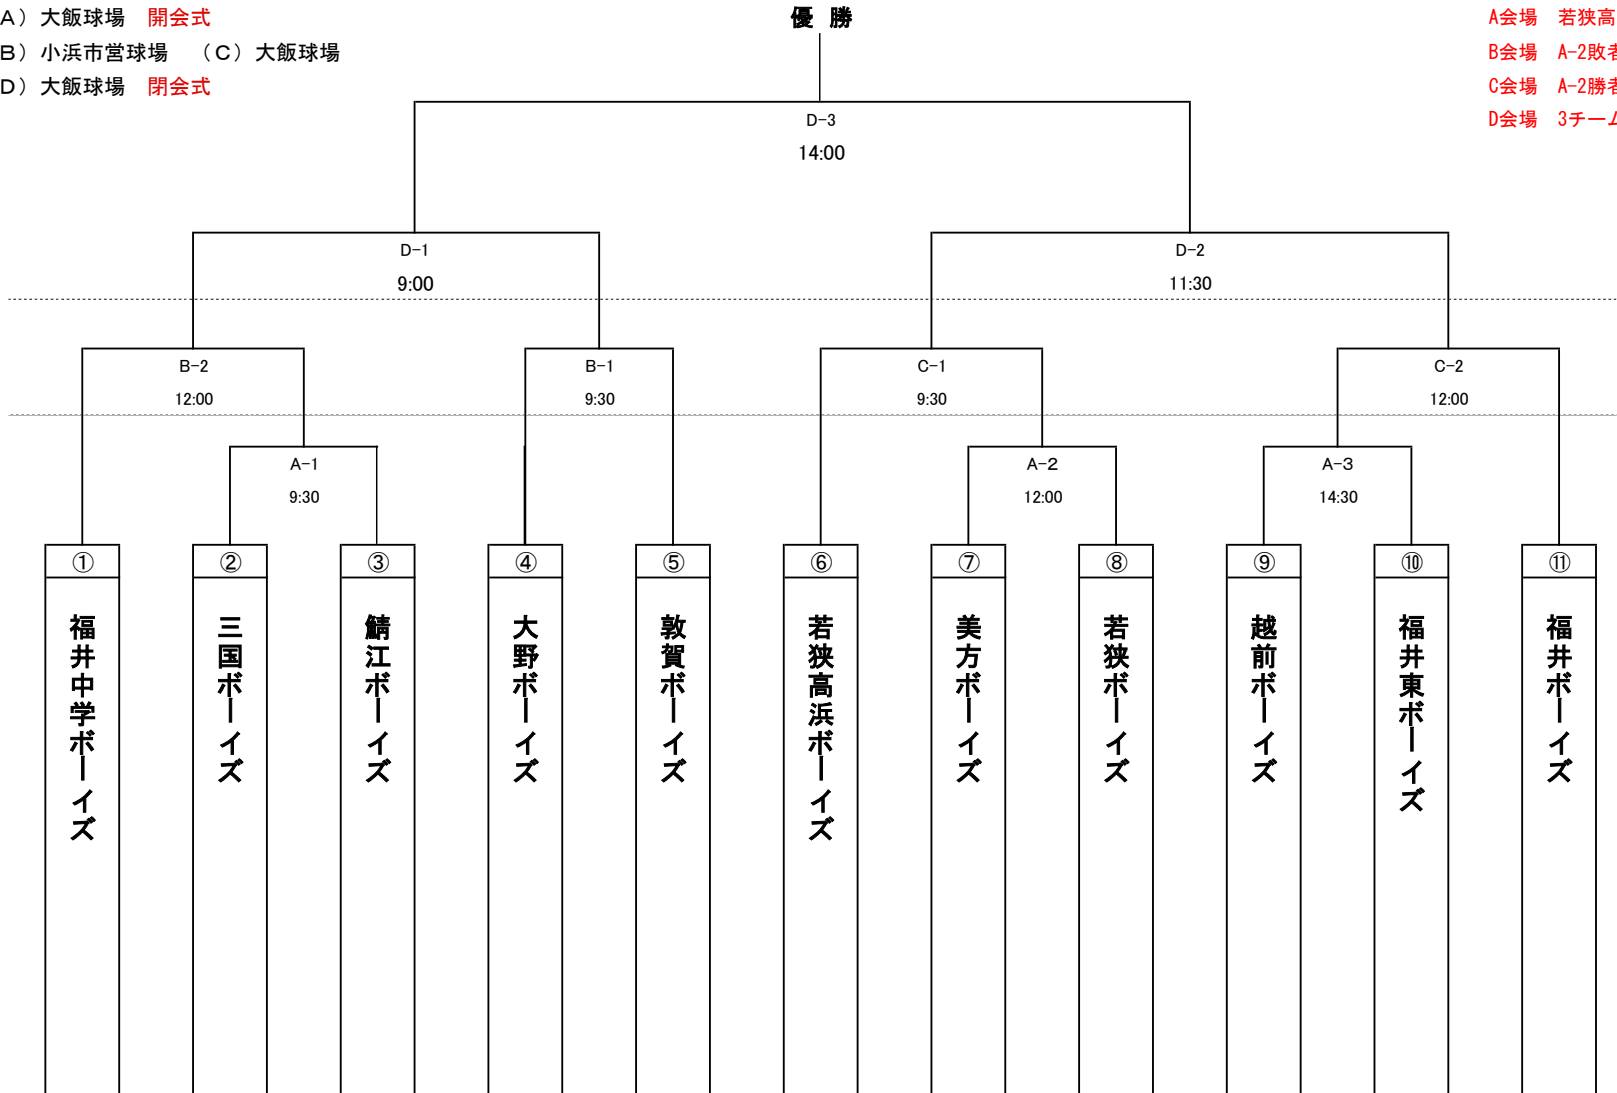 A）大飯球場　開会式
優　勝
A会場　若狭高
B）小浜市営球場　（C）大飯球場
B会場　A-2敗者
D）大飯球場　閉会式
C会場　A-2勝者
D会場　3チーム
D-3
14:00
D-1
D-2
9:00
11:30
B-2
B-1
C-1
C-2
12:00
9:30
9:30
12:00
A-1
A-2
A-3
9:30
12:00
14:30
①
②
③
④
⑤
⑥
⑦
⑧
⑨
⑩
⑪
福井中学ボーイズ
三国ボーイズ
鯖江ボーイズ
大野ボーイズ
敦賀ボーイズ
若狭高浜ボーイズ
美方ボーイズ
若狭ボーイズ
越前ボーイズ
福井東ボーイズ
福井ボーイズ